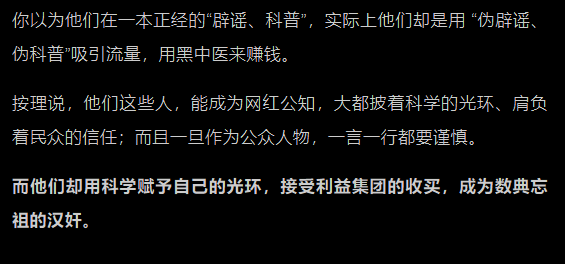 你以为他们在一本正经的“辟谣、科普”，实际上他们却是用 “伪辟谣、
伪科普”吸引流量，用黑中医来赚钱。
按理说，他们这些人，能成为网红公知，大都披着科学的光环、肩负
着民众的信任；而且一旦作为公众人物，一言一行都要谨慎。
而他们却用科学赋予自己的光环，接受利益集团的收买，成为数典忘
祖的汉奸。